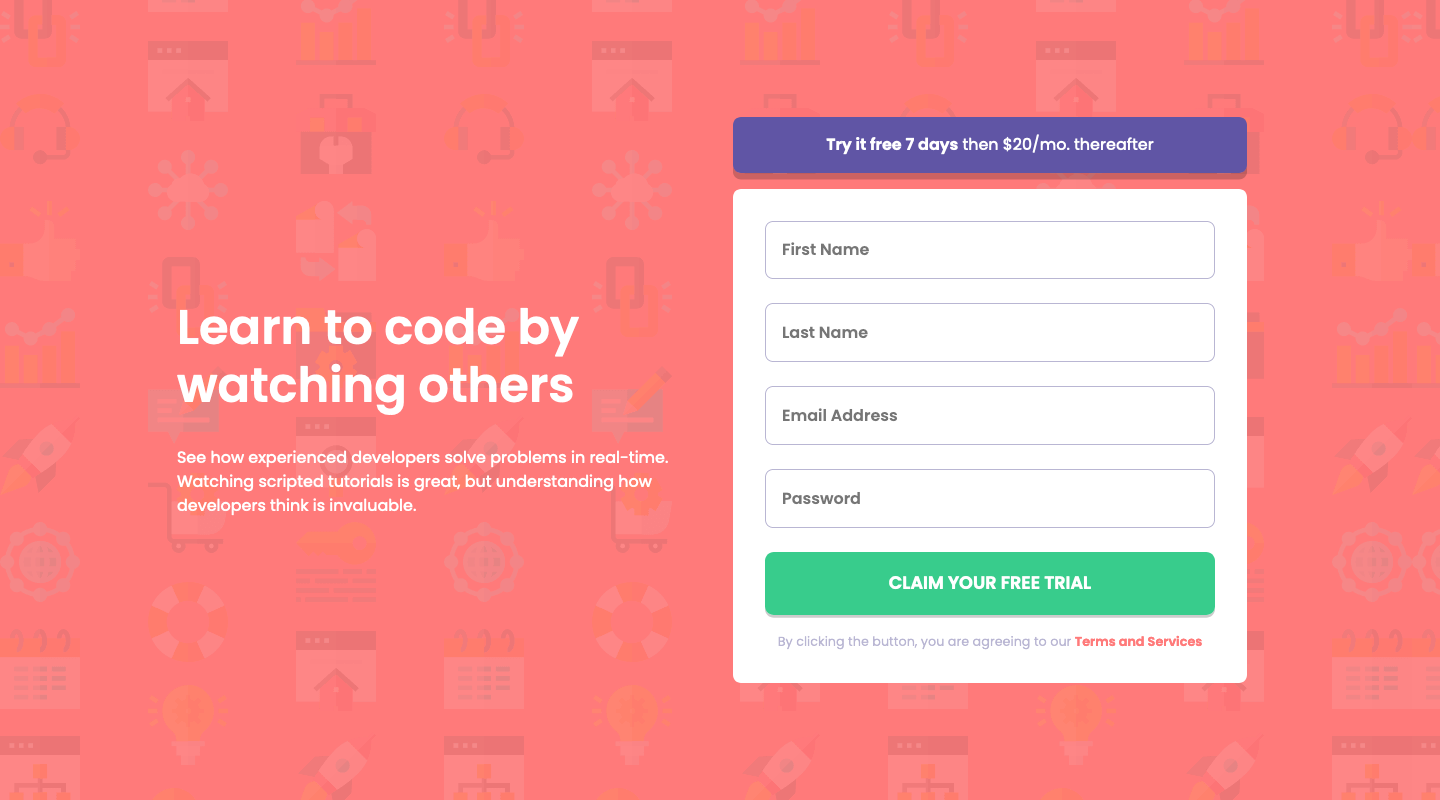 Learn to code by
watching others
See how experienced developers solve problems in real-time.
Watching scripted tutorials is great, but understanding how
developers think is invaluable.
Try it free 7 days then $20/mo. thereafter
First Name
Last Name
Email Address
Password
CLAIM YOUR FREE TRIAL
By clicking the button, you are agreeing to our Terms and Services